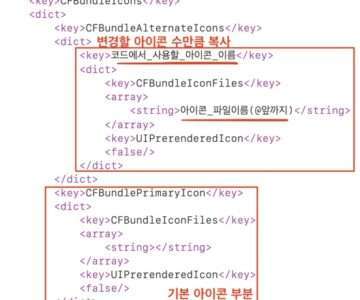 <key>CFBundleIcons</key>
<dict>
<key>CFBundleAlternateIcons</key>
<dict> 변경할 아이콘 수만큼 복사
<key>코드에서_사용할_아이콘_이름</key>
<dict>
<key>CFBundleIconFiles</key>
<array>
<string>아이콘_파일이름(@앞까지)</string>
</array>
<key>UIPrerenderedIcon</key>
<false/>
</dict>
</dict>
<key>CFBundlePrimaryIcon</key>
<dict>
<key>CFBundleIconFiles</key>
<array>
<string></string>
</array>
<key>UIPrerenderedIcon</key>
<false/> 기본 아이콘 부분